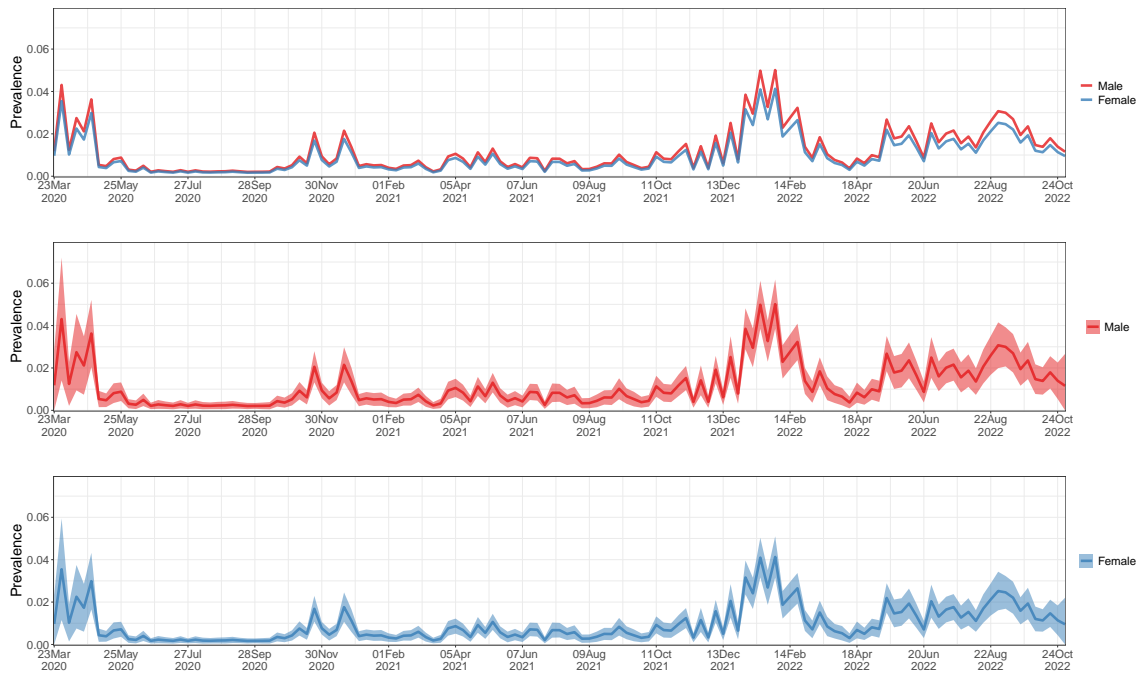 Prevalence
0.06
0.04
0.02
0.00
23Mar 25May 27Jul 28Sep 30Nov 01Feb 05Apr 07Jun 09Aug 11Oct 13Dec 14Feb 18Apr 20Jun 22Aug 24Oct
2020 2020 2020 2020 2020 2021 2021 2021 2021 2021 2021 2022 2022 2022 2022 2022
Male
Female
Prevalence
0.06
0.04
0.02
0.00
23Mar 25May 27Jul 28Sep 30Nov 01Feb 05Apr 07Jun 09Aug 11Oct 13Dec 14Feb 18Apr 20Jun 22Aug 24Oct
2020 2020 2020 2020 2020 2021 2021 2021 2021 2021 2021 2022 2022 2022 2022 2022
Male
Prevalence
0.06
0.04
0.02
0.00
23Mar 25May 27Jul 28Sep 30Nov 01Feb 05Apr 07Jun 09Aug 11Oct 13Dec 14Feb 18Apr 20Jun 22Aug 24Oct
2020 2020 2020 2020 2020 2021 2021 2021 2021 2021 2021 2022 2022 2022 2022 2022
Female